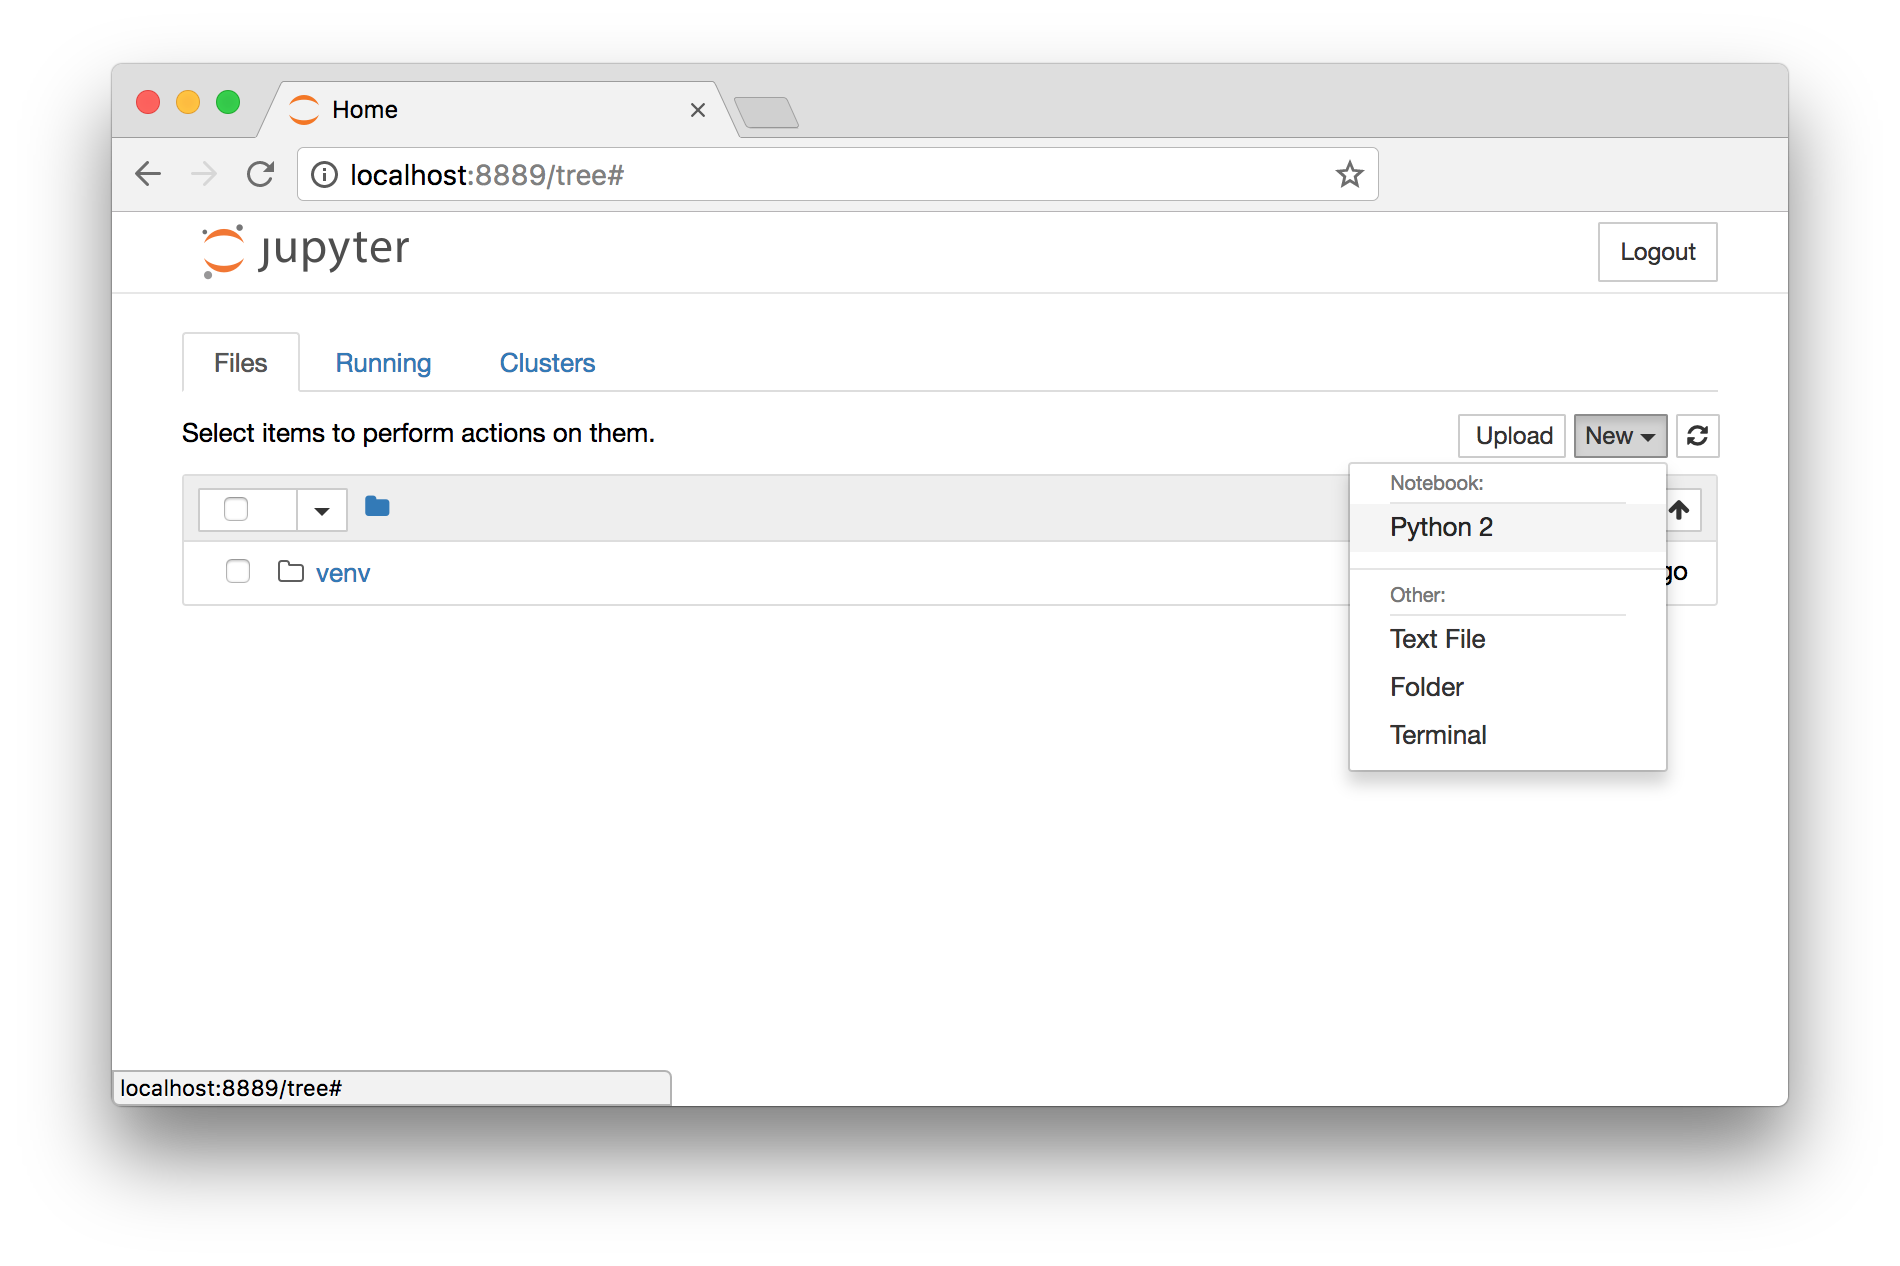 Home
localhost:8889/tree#
jupyter
Logout
Files Running Clusters
Select items to perform actions on them.
Upload New
Notebook:
Python 2
venv
go
Other:
Text File
Folder
Terminal
localhost:8889/tree#